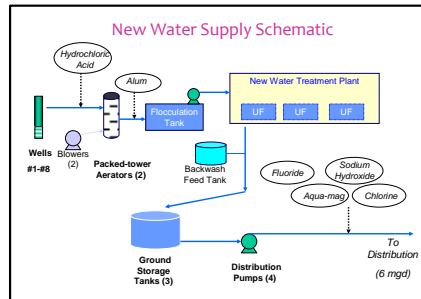 New Water Supply Schematic
Hydrochloric
Acid
Alum
New Water Treatment Plant
Flocculation
Tank
UF
UF
UF
Blowers
(2)
Wells
#1-#8
Packed-tower
Aerators (2)
Backwash
Feed Tank
Fluoride
Sodium
Hydroxide
Aqua-mag
Chlorine
To
Distribution
(6 mgd)
Ground
Storage
Tanks (3)
Distribution
Pumps (4)